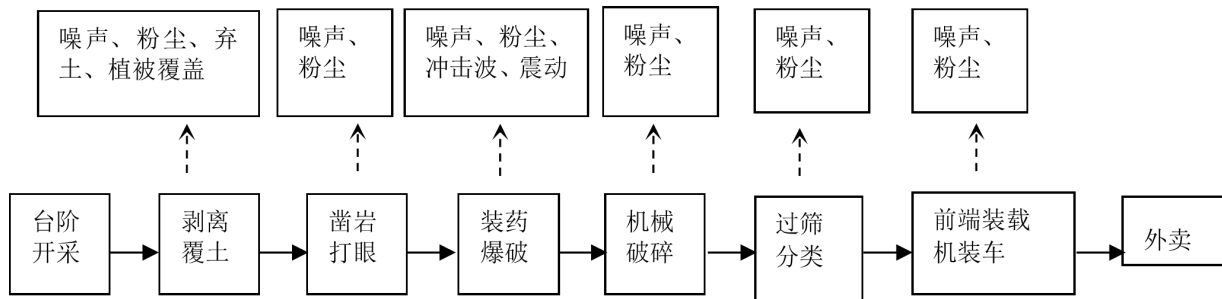 噪声、粉尘、弃
土、植被覆盖
噪声、
粉尘
噪声、粉尘、
冲击波、震动
噪声、
粉尘
噪声、
粉尘
噪声、
粉尘
台阶
开采
剥离
覆土
凿岩
打眼
装药
爆破
机械
破碎
过筛
分类
前端装载
机装车
外卖